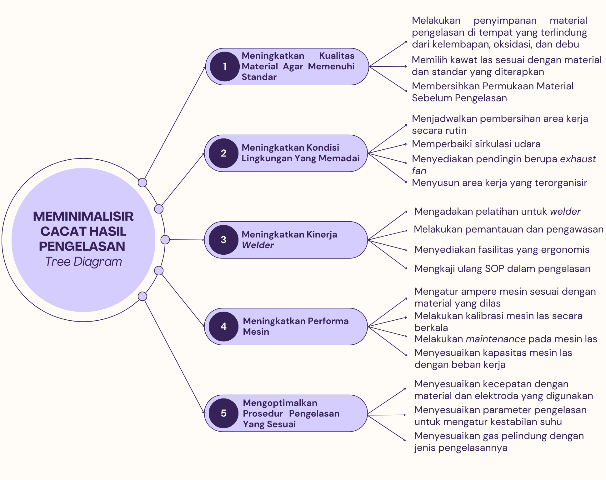 MEMINIMALISIR
CACAT HASIL
PENGELASAN
Tree Diagram
1
Meningkatkan Kualitas
Material Agar Memenuhi
Standar
Melakukan penyimpanan material
pengelasan di tempat yang terlindung
dari kelembapan, oksidasi, dan debu
Memilih kawat las sesuai dengan material
dan standar yang diterapkan
Membersihkan Permukaan Material
Sebelum Pengelasan
2
Meningkatkan Kondisi
Lingkungan Yang Memadai
Menjadwalkan pembersihan area kerja
secara rutin
Memperbaiki sirkulasi udara
Menyediakan pendingin berupa exhaust
fan
Menyusun area kerja yang terorganisir
3
Meningkatkan Kinerja
Welder
Mengadakan pelatihan untuk welder
Melakukan pemantauan dan pengawasan
Menyediakan fasilitas yang ergonomis
Mengkaji ulang SOP dalam pengelasan
4
Meningkatkan Performa
Mesin
Mengatur ampere mesin sesuai dengan
material yang dilas
Melakukan kalibrasi mesin las secara
berkala
Melakukan maintenance pada mesin las
Menyesuaikan kapasitas mesin las
dengan beban kerja
5
Mengoptimalkan
Prosedur Pengelasan
Yang Sesuai
Menyesuaikan kecepatan dengan
material dan elektroda yang digunakan
Menyesuaikan parameter pengelasan
untuk mengatur kestabilan suhu
Menyesuaikan gas pelindung dengan
jenis pengelasannya